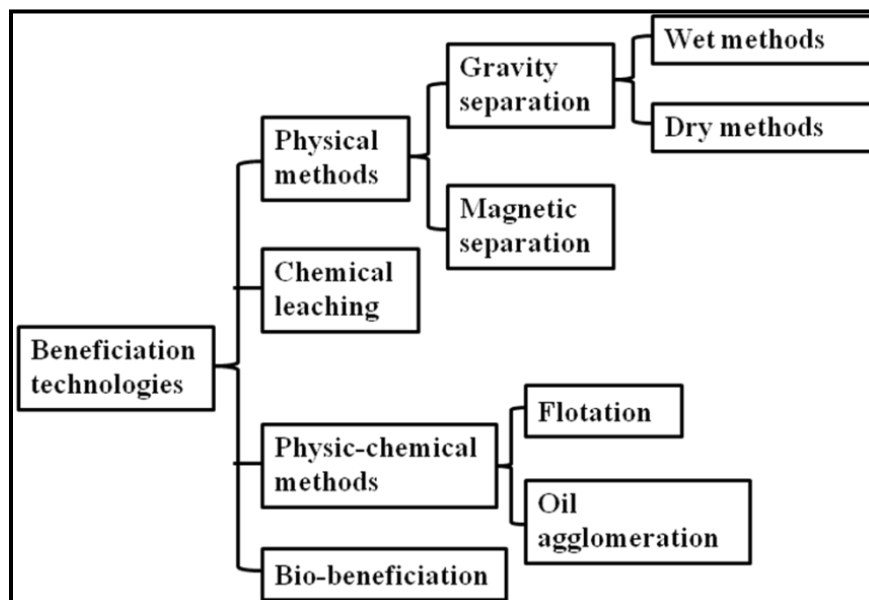 Wet methods
Gravity
separation
Dry methods
Physical
methods
Magnetic
separation
Chemical
leaching
Beneficiation
technologies
Flotation
Physic-chemical
methods
Oil
agglomeration
Bio-beneficiation